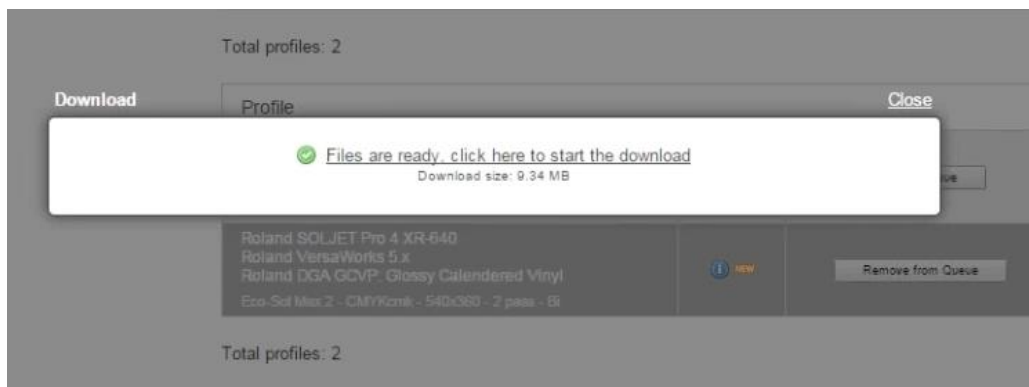 Total profiles: 2
Download
Profile
Close
Files are ready, click here to start the download
Download size: 9.34 MB
Roland SOLJET Pro 4 XR-640
Roland VersaWorks 5.x
Roland DGA GCVP: Glossy Calendered Vinyl
NEW
Remove from Queue
Eco-Sol Max 2 - CMYKcmlk - 540x360 - 2 pass - Bi
Total profiles: 2